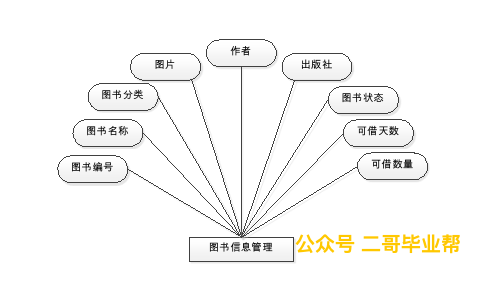 作者
图片
出版社
图书分类
图书状态
图书名称
可借天数
图书编号
可借数量
图书信息管理
公众号 二哥毕业帮